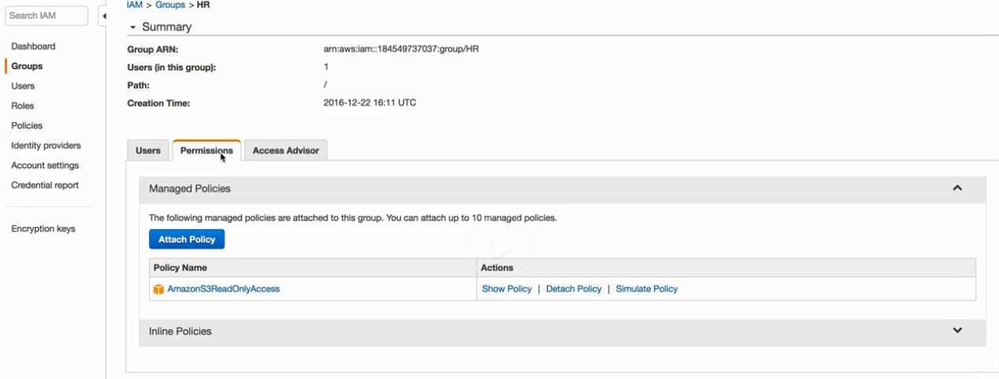 IAM > Groups > HR
Search IAM
Summary
Dashboard
Group ARN: arn:aws:iam::184549737037:group/HR
Groups
Users (in this group): 1
Users
Path: /
Roles
Creation Time: 2016-12-22 16:11 UTC
Policies
Identity providers
Users Permissions Access Advisor
Account settings
Credential report
Managed Policies
The following managed policies are attached to this group. You can attach up to 10 managed policies.
Encryption keys
Attach Policy
Policy Name Actions
AmazonS3ReadOnlyAccess Show Policy | Detach Policy | Simulate Policy
Inline Policies